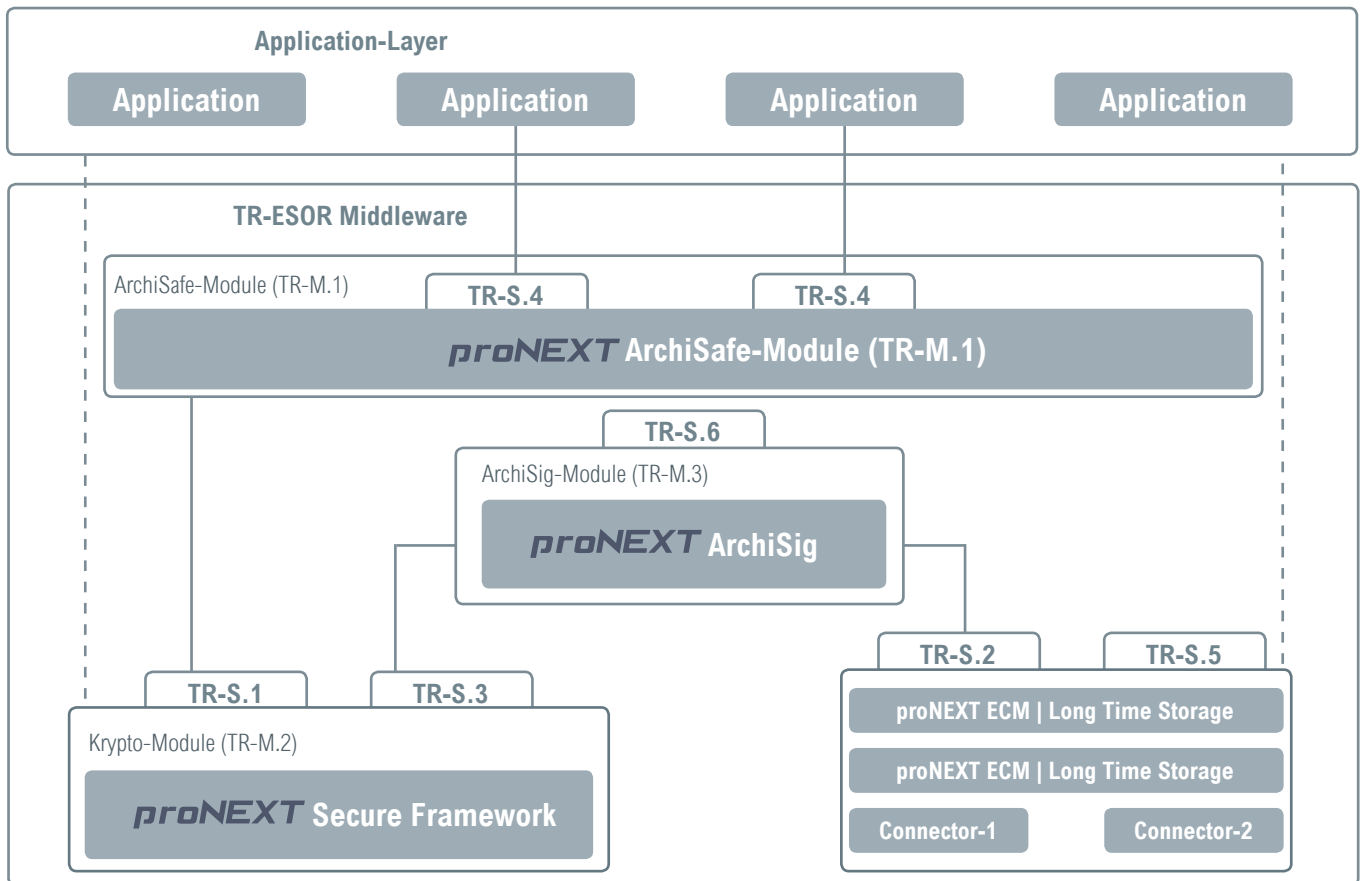 Application-Layer
Application
Application
Application
Application
TR-ESOR Middleware
ArchiSafe-Module (TR-M.1)
TR-S.4
TR-S.4
proNEXT ArchiSafe-Module (TR-M.1)
TR-S.6
ArchiSig-Module (TR-M.3)
proNEXT ArchiSig
TR-S.1
TR-S.3
Krypto-Module (TR-M.2)
proNEXT Secure Framework
TR-S.2
TR-S.5
proNEXT ECM | Long Time Storage
proNEXT ECM | Long Time Storage
Connector-1
Connector-2